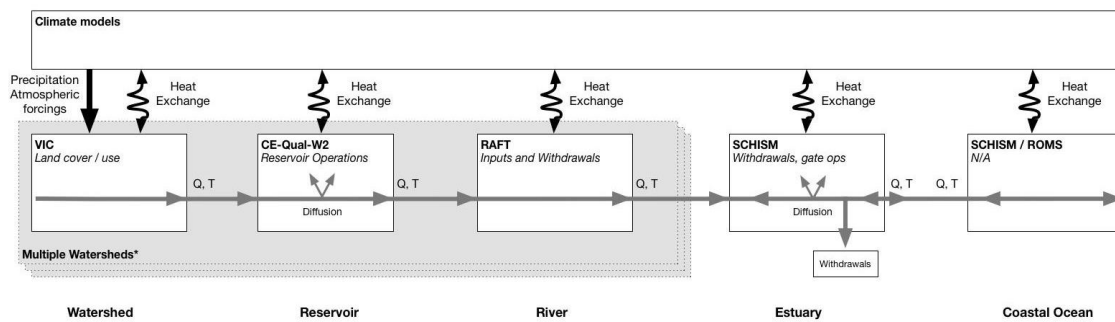 Climate models
Precipitation
Atmospheric
forcings
Heat
Exchange
Heat
Exchange
Heat
Exchange
Heat
Exchange
Heat
Exchange
VIC
Land cover / use
CE-Qual-W2
Reservoir Operations
RAFT
Inputs and Withdrawals
SCHISM
Withdrawals, gate ops
SCHISM / ROMS
N/A
Q, T
Q, T
Q, T
Q, T
Q, T
Diffusion
Diffusion
Multiple Watersheds*
Withdrawals
Watershed
Reservoir
River
Estuary
Coastal Ocean